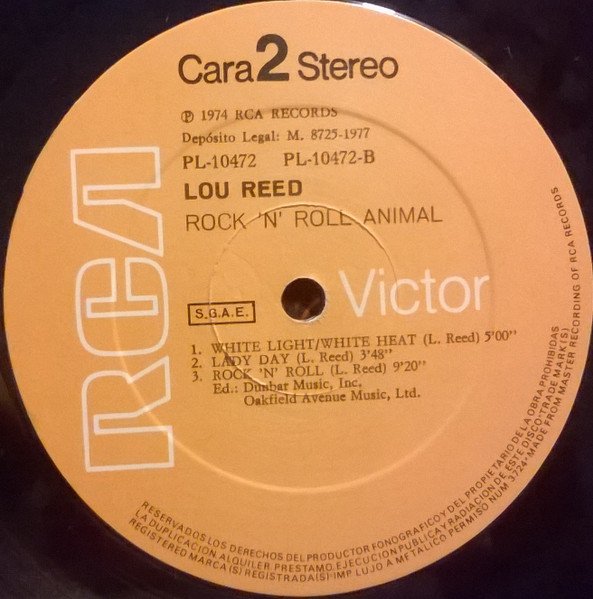 Cara 2 Stereo
Ⓟ 1974 RCA RECORDS
Depósito Legal: M. 8725-1977
PL-10472 PL-10472-B
LOU REED
ROCK 'N' ROLL ANIMAL
RCA
Victor
S.G.A.E.
1. WHITE LIGHT/WHITE HEAT (L. Reed) 5'00"
2. LADY DAY (L. Reed) 3'48"
3. ROCK 'N' ROLL (L. Reed) 9'20"
Ed.: Dunbar Music, Inc.
Oakfield Avenue Music, Ltd.
RESERVADOS LOS DERECHOS DEL PRODUCTOR FONOGRAFICO Y DEL PROPIETARIO DE LA OBRA. PROHIBIDAS
LA DUPLICACION, ALQUILER, PRESTAMO, EJECUCION PUBLICA Y RADIACION DE ESTE DISCO·TRADE MARK(S)
REGISTERED MARCA(S) REGISTRADA(S)·IMP. LUJO A METALICO PERMISO NUM 3.724·MADE FROM MASTER RECORDING OF RCA RECORDS